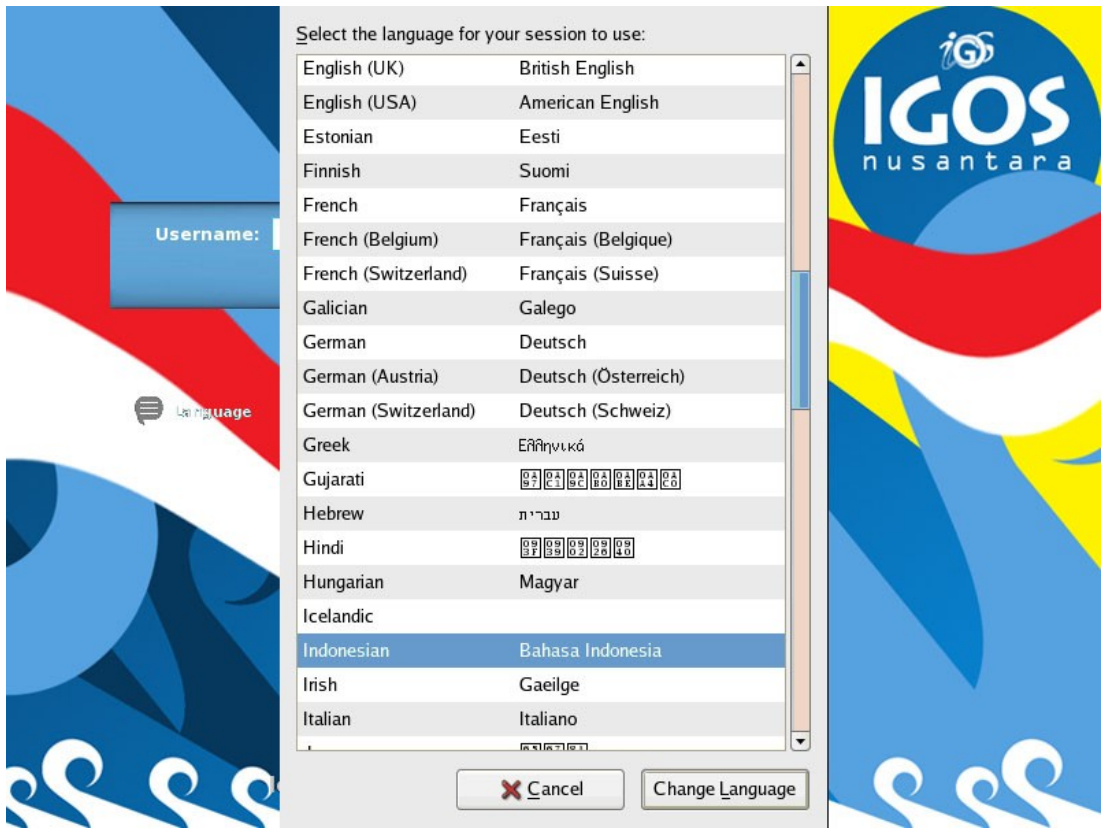 Select the language for your session to use:
English (UK) British English
English (USA) American English
Estonian Eesti
Finnish Suomi
French Français
French (Belgium) Français (Belgique)
French (Switzerland) Français (Suisse)
Galician Galego
German Deutsch
German (Austria) Deutsch (Österreich)
German (Switzerland) Deutsch (Schweiz)
Greek Ελληνικά
Gujarati
Hebrew עברית
Hindi
Hungarian Magyar
Icelandic
Indonesian Bahasa Indonesia
Irish Gaeilge
Italian Italiano
Cancel
Change Language
Username:
Language
iGOS
IGOS
nusantara